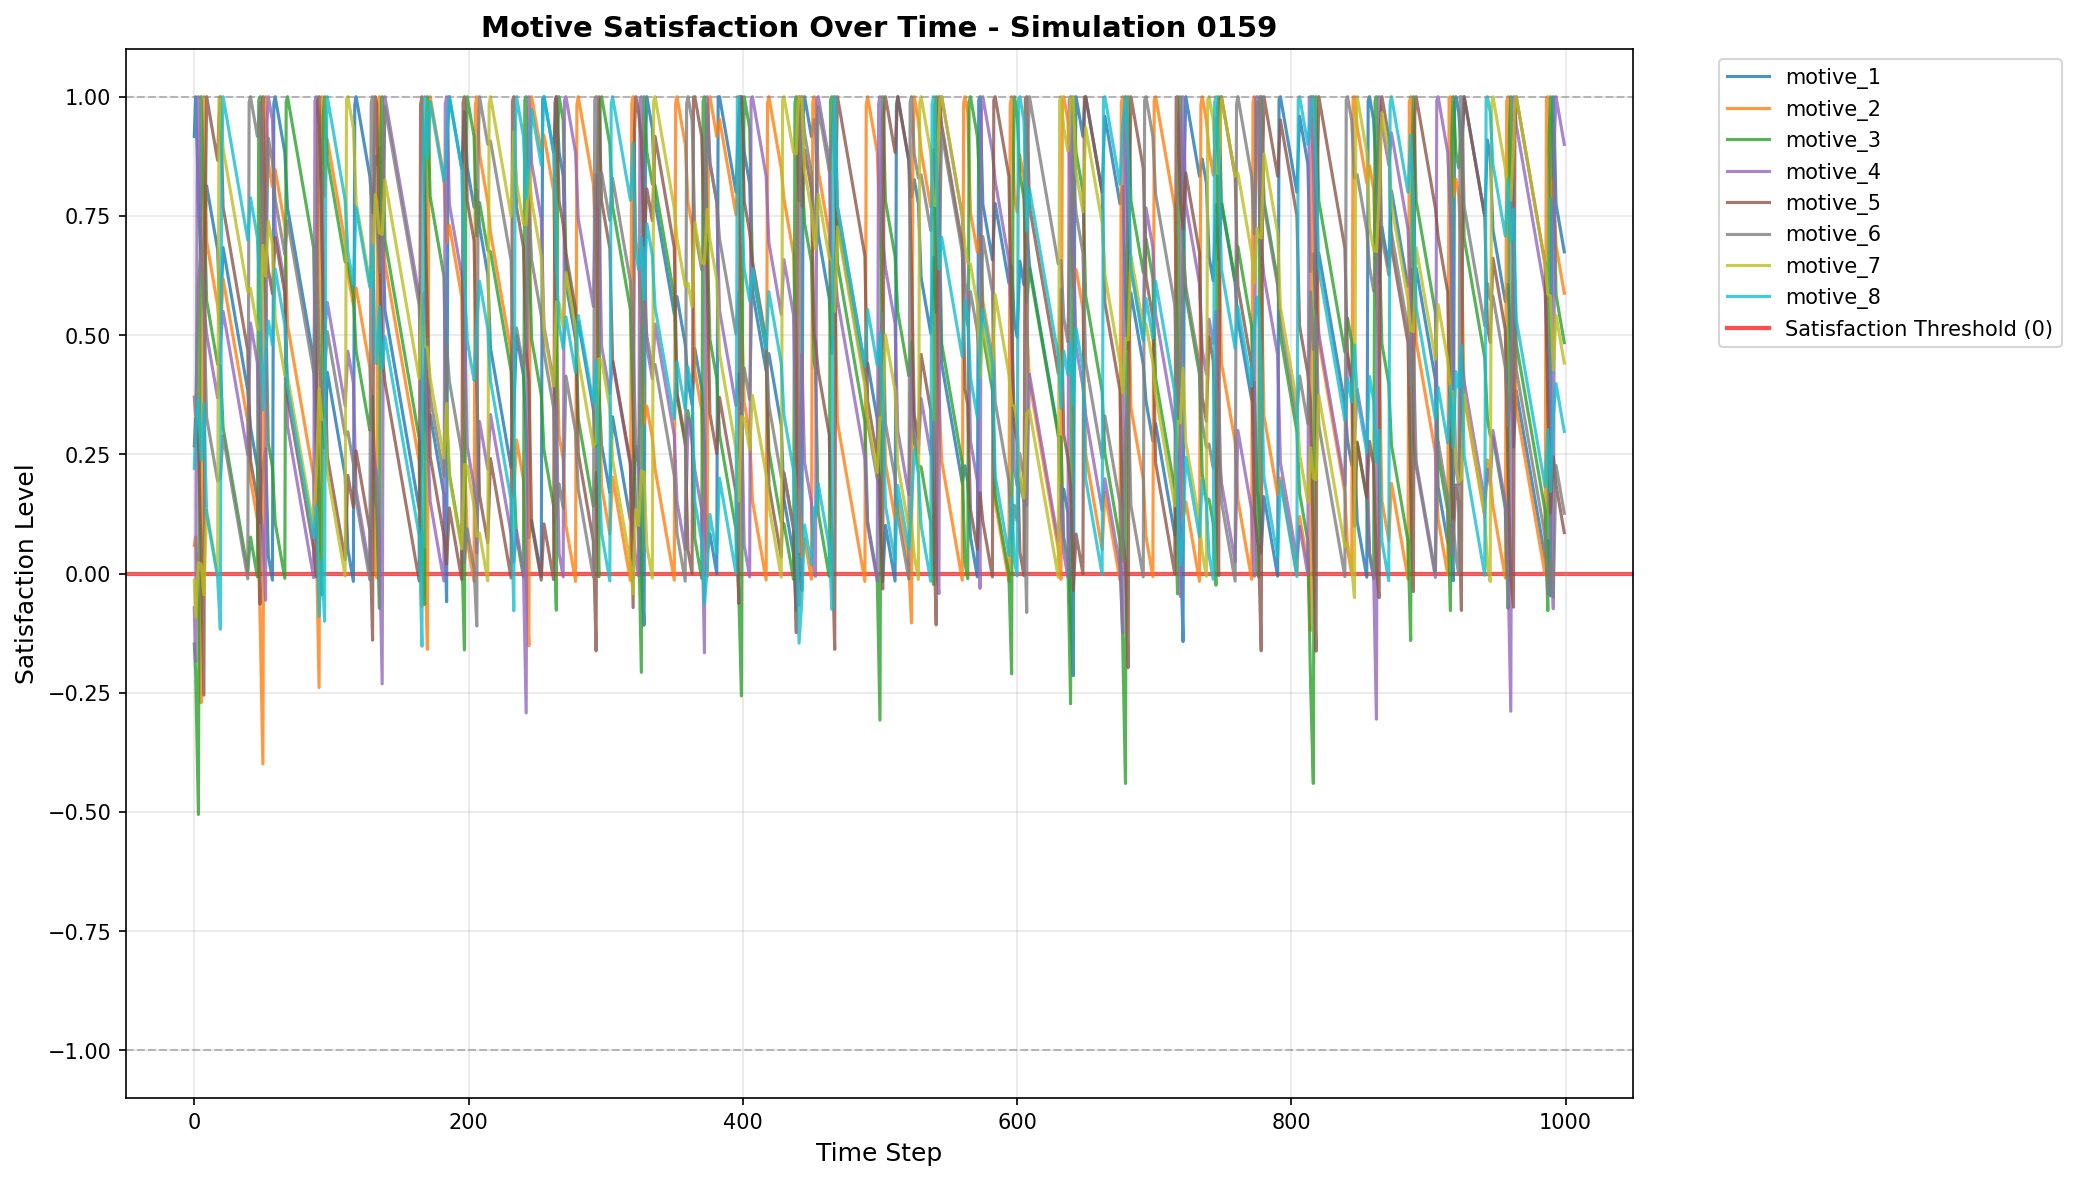 Motive Satisfaction Over Time - Simulation 0159
Satisfaction Level
1.00
0.75
0.50
0.25
0.00
−0.25
−0.50
−0.75
−1.00
0
200
400
600
800
1000
Time Step
motive_1
motive_2
motive_3
motive_4
motive_5
motive_6
motive_7
motive_8
Satisfaction Threshold (0)